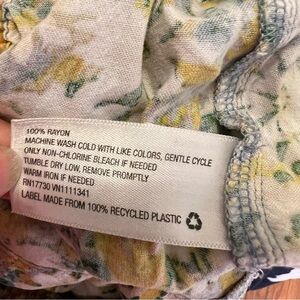 100% RAYON
MACHINE WASH COLD WITH LIKE COLORS, GENTLE CYCLE
ONLY NON-CHLORINE BLEACH IF NEEDED
TUMBLE DRY LOW, REMOVE PROMPTLY
WARM IRON IF NEEDED
RN17730 VN1111341
LABEL MADE FROM 100% RECYCLED PLASTIC